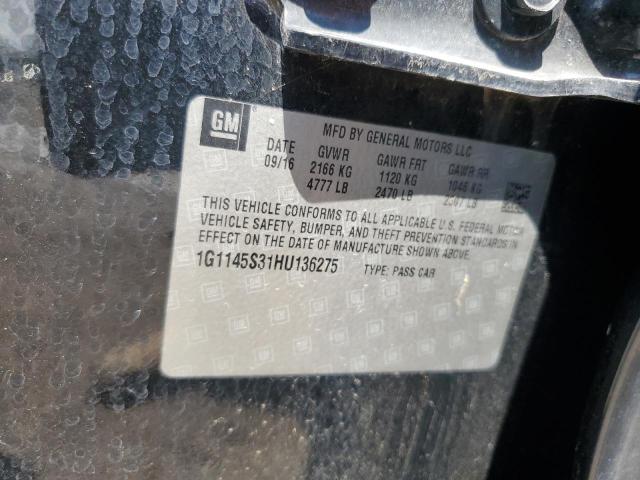 GM
MFD BY GENERAL MOTORS LLC
DATE GVWR GAWR FRT GAWR RR
09/16 2166 KG 1120 KG 1046 KG
4777 LB 2470 LB 2307 LB
THIS VEHICLE CONFORMS TO ALL APPLICABLE U.S. FEDERAL MOTOR
VEHICLE SAFETY, BUMPER, AND THEFT PREVENTION STANDARDS IN
EFFECT ON THE DATE OF MANUFACTURE SHOWN ABOVE.
1G1145S31HU136275 TYPE: PASS CAR